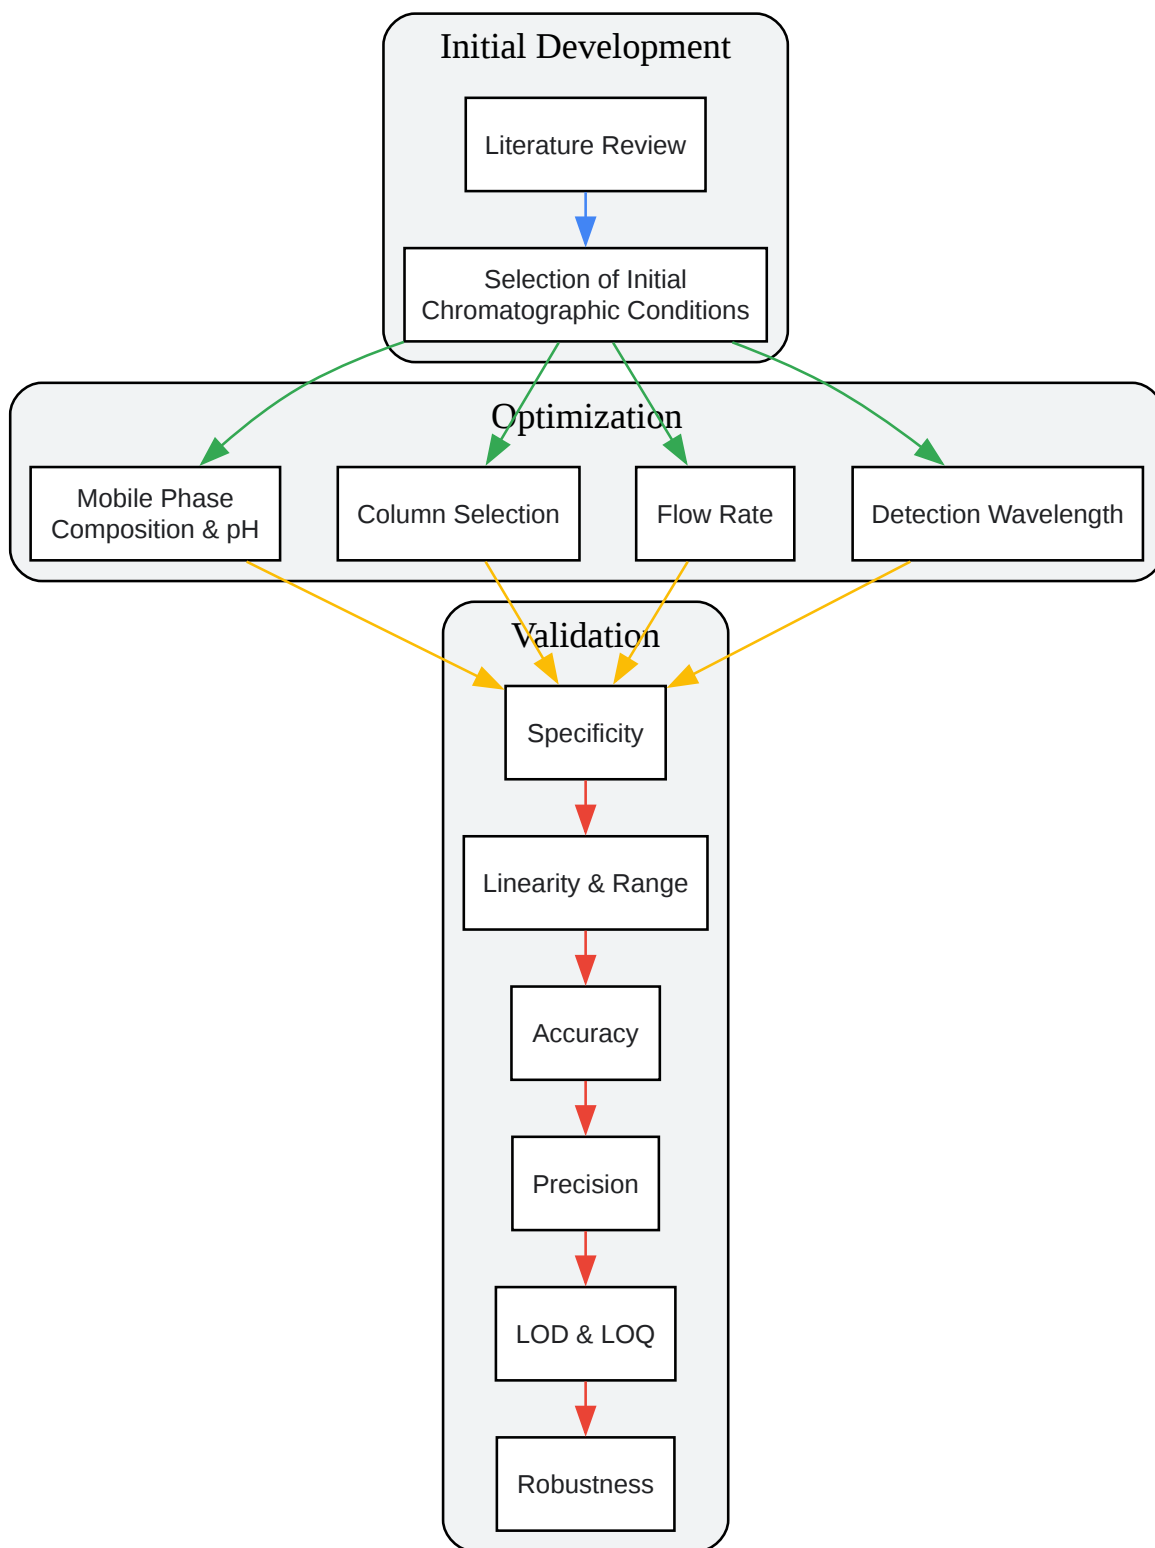 Initial Development
Literature Review
Selection of Initial
Chromatographic Conditions
Optimization
Mobile Phase
Composition & pH
Column Selection
Flow Rate
Detection Wavelength
Validation
Specificity
Linearity & Range
Accuracy
Precision
LOD & LOQ
Robustness